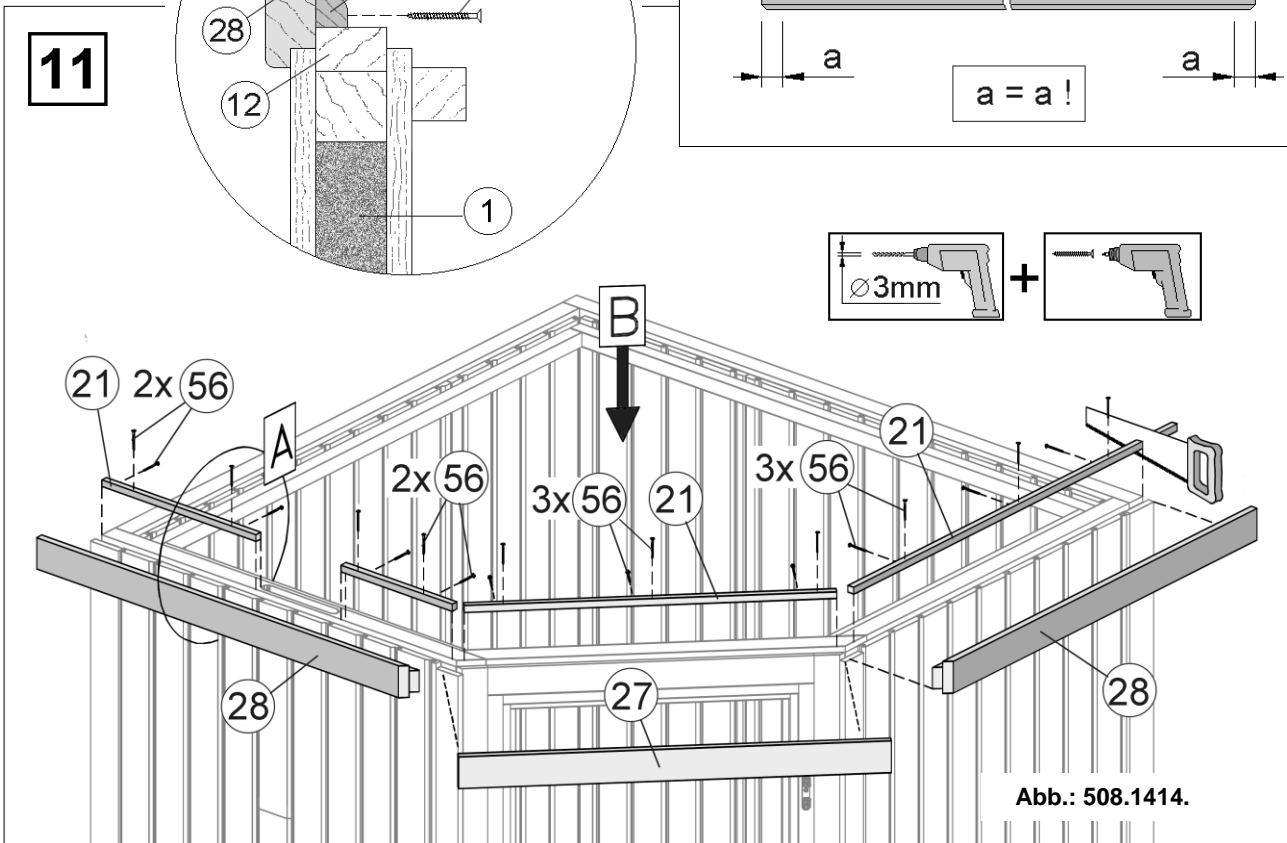 28
11
12
1
a
a
a = a !
∅ 3mm
+
B
21 2x 56
A
2x 56
3x 56
21
3x 56
21
28
27
28
Abb.: 508.1414.